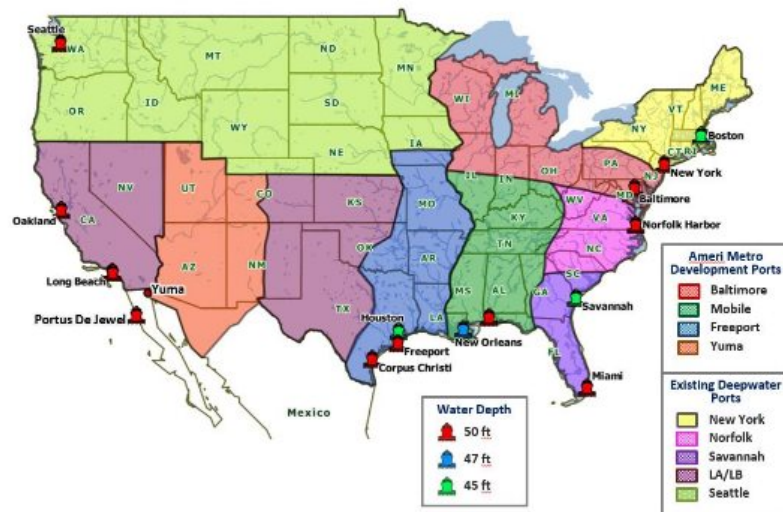 Seattle
WA
MT
ND
MN
OR
ID
SD
WY
NE
IA
WI
MI
ME
VT
NY
Boston
CT
RI
New York
PA
NJ
OH
MD
Baltimore
Norfolk Harbor
NV
UT
CO
KS
MO
IL
IN
WV
VA
KY
Oakland
CA
OK
AR
TN
NC
Long Beach
AZ
NM
SC
Yuma
TX
LA
MS
AL
GA
Savannah
Portus De Jewel
Houston
New Orleans
Freeport
Corpus Christi
FL
Miami
Mexico
Water Depth
50 ft
47 ft
45 ft
Ameri Metro
Development Ports
Baltimore
Mobile
Freeport
Yuma
Existing Deepwater
Ports
New York
Norfolk
Savannah
LA/LB
Seattle